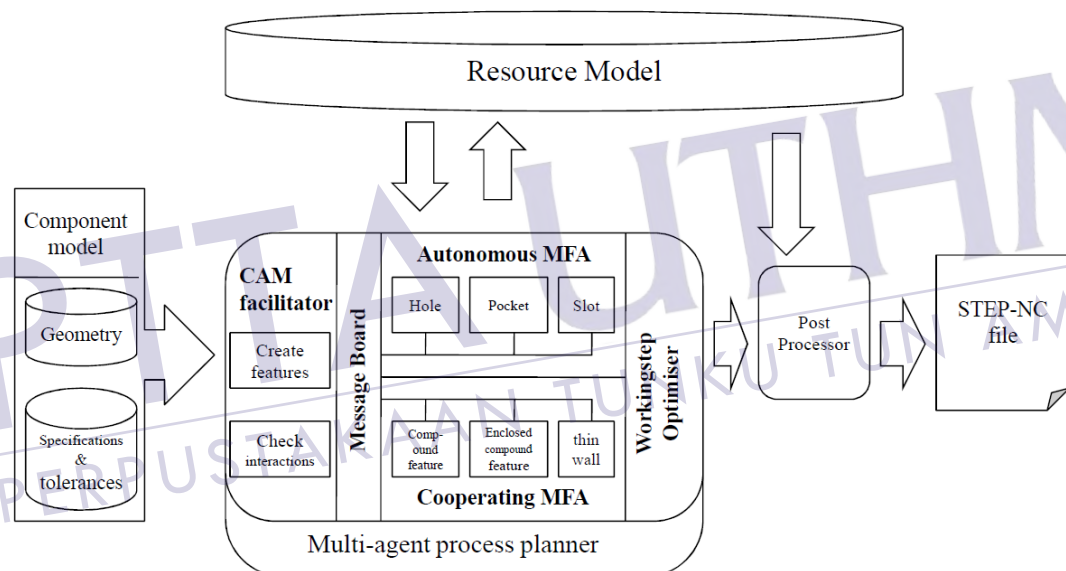 Resource Model
Component
model
Geometry
Specifications
&
tolerances
CAM
facilitator
Create
features
Check
interactions
Message Board
Autonomous MFA
Hole
Pocket
Slot
Comp-
ound
feature
Enclosed
compound
feature
thin
wall
Cooperating MFA
Workingstep
Optimiser
Multi-agent process planner
Post
Processor
STEP-NC
file
PTTA UTHM
PERPUSTAKAAN TUNKU TUN AM